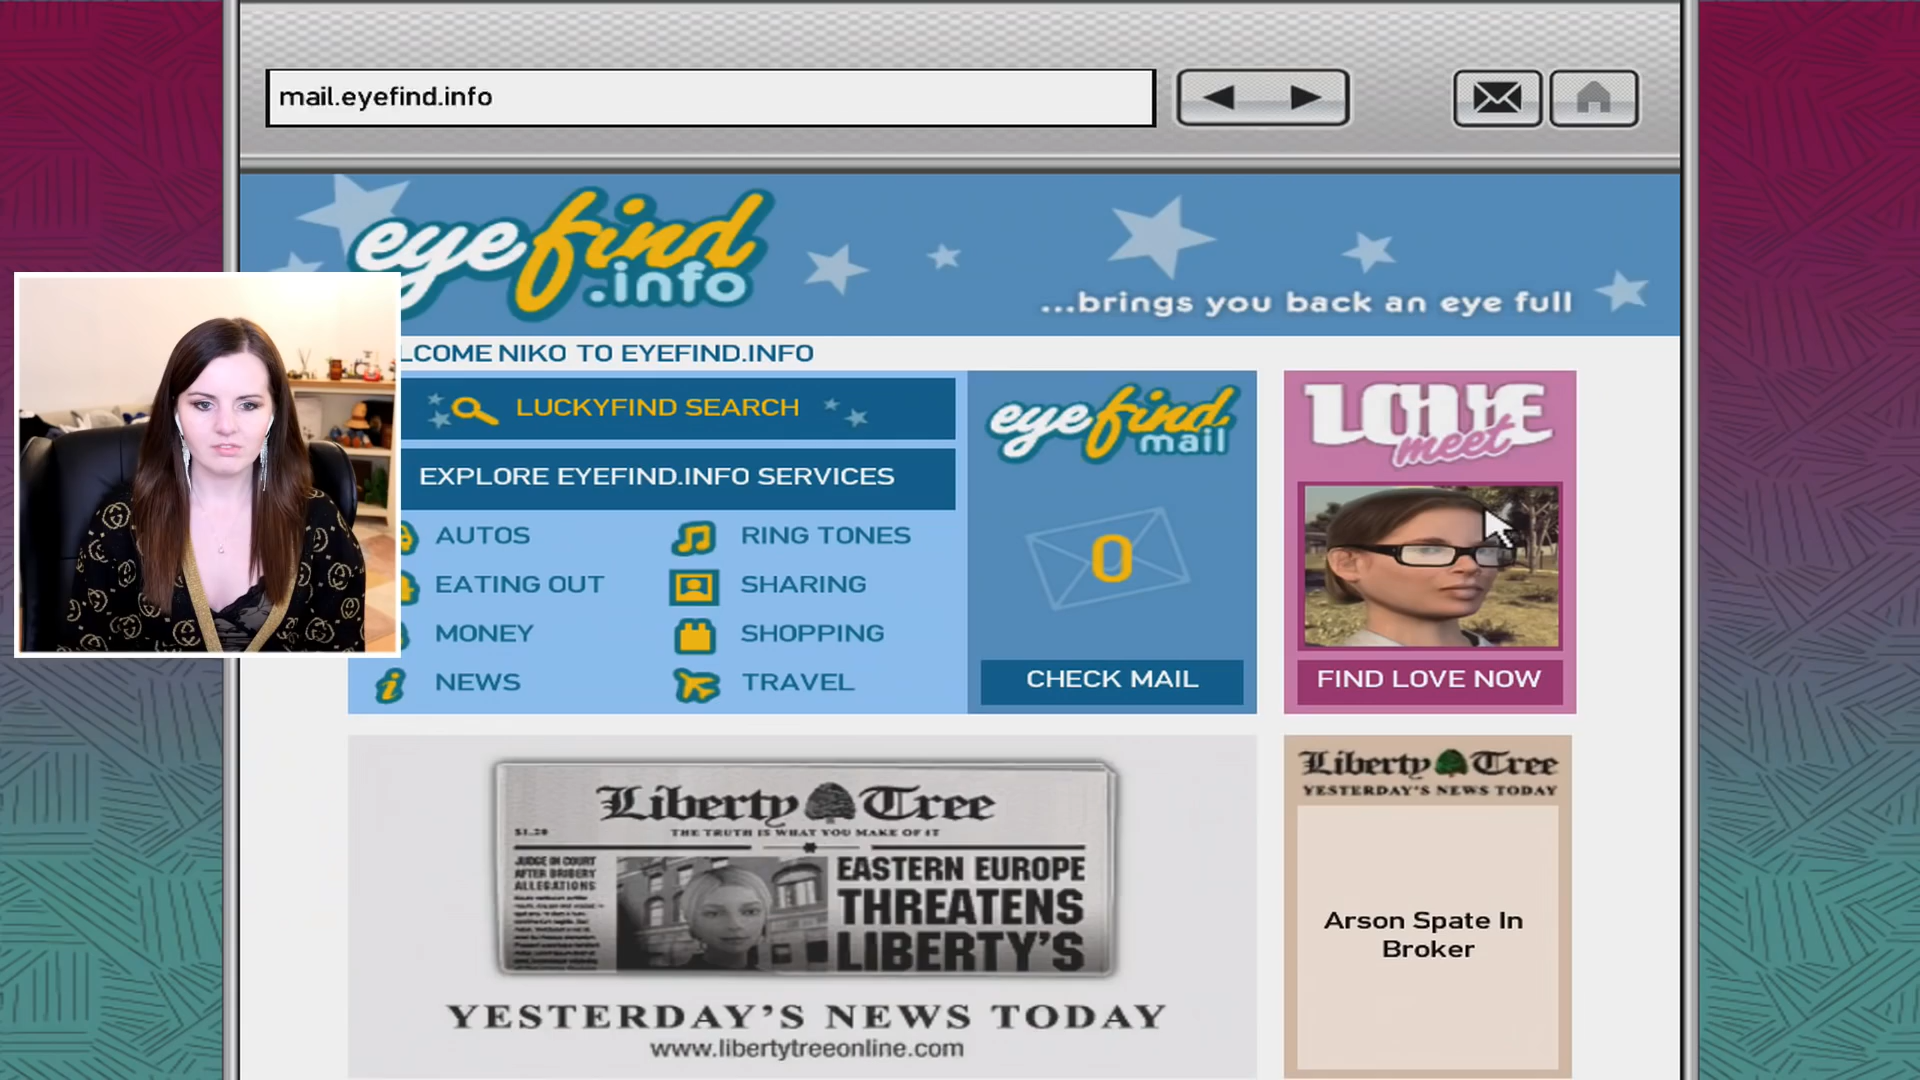 mail.eyefind.info
eyefind
.info
...brings you back an eye full
LCOME NIKO TO EYEFIND.INFO
LUCKYFIND SEARCH
EXPLORE EYEFIND.INFO SERVICES
AUTOS
RING TONES
EATING OUT
SHARING
MONEY
SHOPPING
NEWS
TRAVEL
eyefind
mail
0
CHECK MAIL
LOVE
meet
FIND LOVE NOW
Liberty Tree
$1.20
THE TRUTH IS WHAT YOU MAKE OF IT
JUDGE IN COURT
AFTER BRIBERY
ALLEGATIONS
EASTERN EUROPE
THREATENS
LIBERTY'S
YESTERDAY'S NEWS TODAY
www.libertytreeonline.com
Liberty Tree
YESTERDAY'S NEWS TODAY
Arson Spate In
Broker